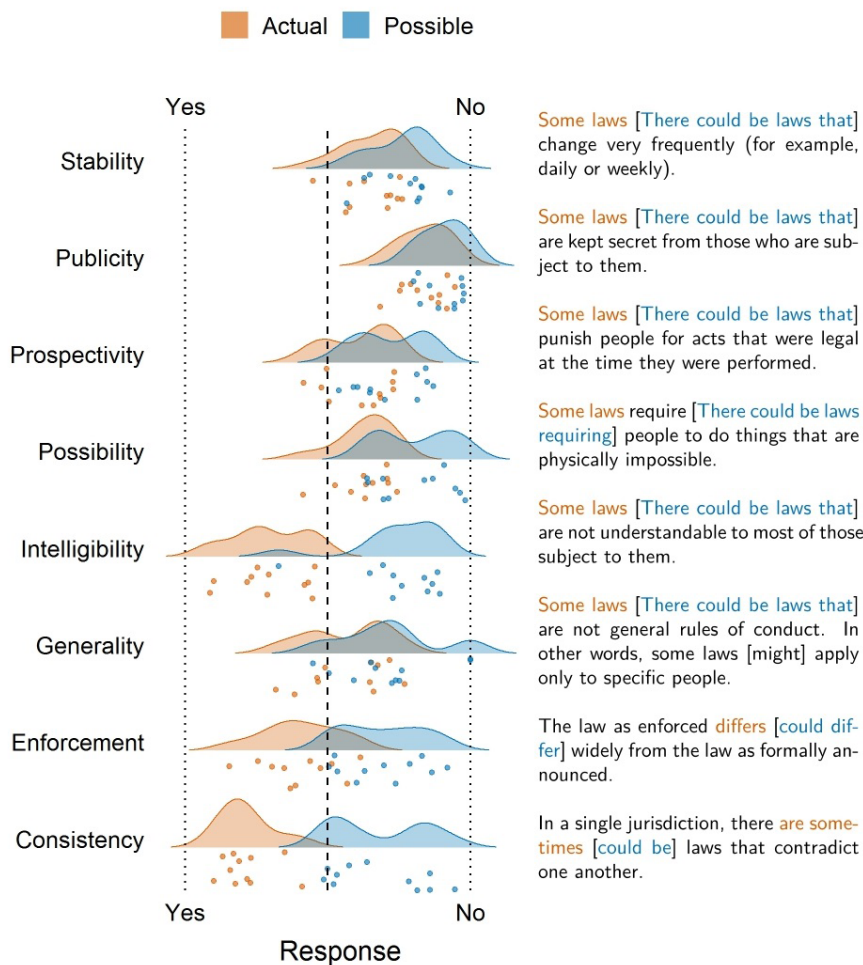 Actual Possible
Yes No
Stability
Some laws [There could be laws that]
change very frequently (for example,
daily or weekly).
Publicity
Some laws [There could be laws that]
are kept secret from those who are sub-
ject to them.
Prospectivity
Some laws [There could be laws that]
punish people for acts that were legal
at the time they were performed.
Possibility
Some laws require [There could be laws
requiring] people to do things that are
physically impossible.
Intelligibility
Some laws [There could be laws that]
are not understandable to most of those
subject to them.
Generality
Some laws [There could be laws that]
are not general rules of conduct. In
other words, some laws [might] apply
only to specific people.
Enforcement
The law as enforced differs [could dif-
fer] widely from the law as formally an-
nounced.
Consistency
In a single jurisdiction, there are some-
times [could be] laws that contradict
one another.
Yes No
Response